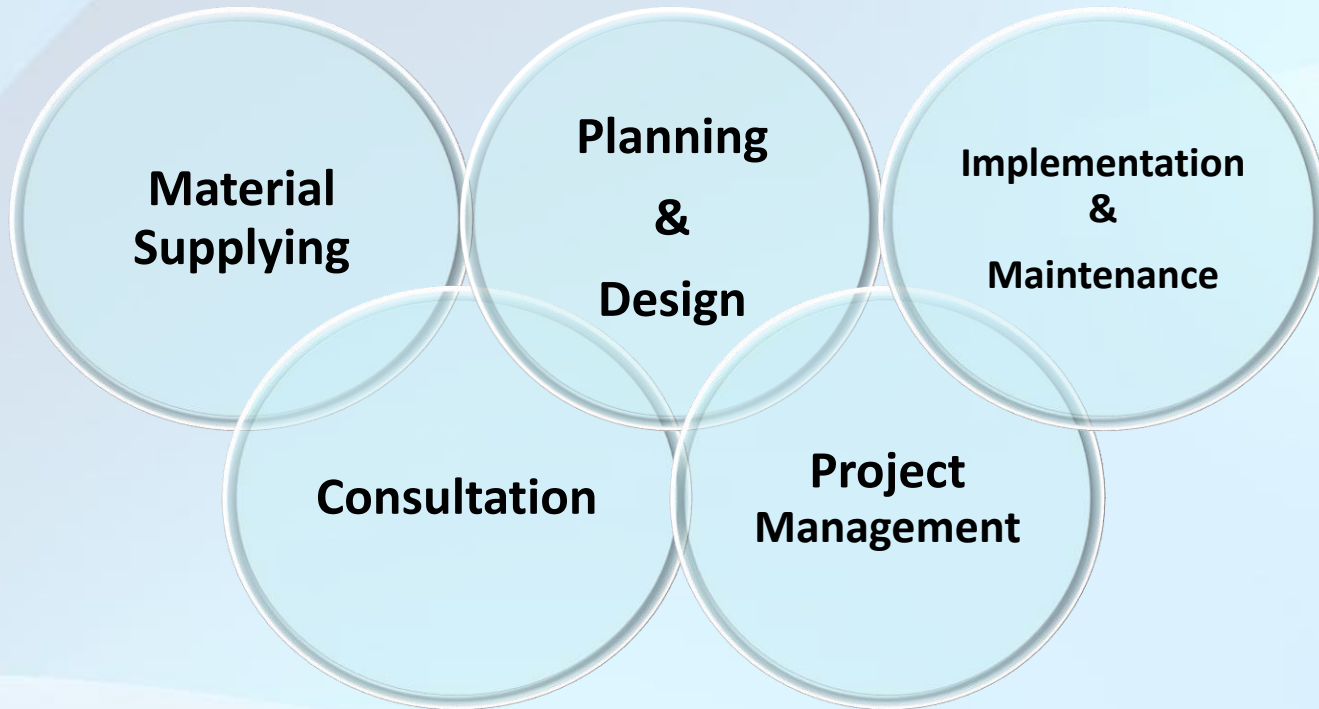 Material
Supplying
Planning
&
Design
Implementation
&
Maintenance
Consultation
Project
Management